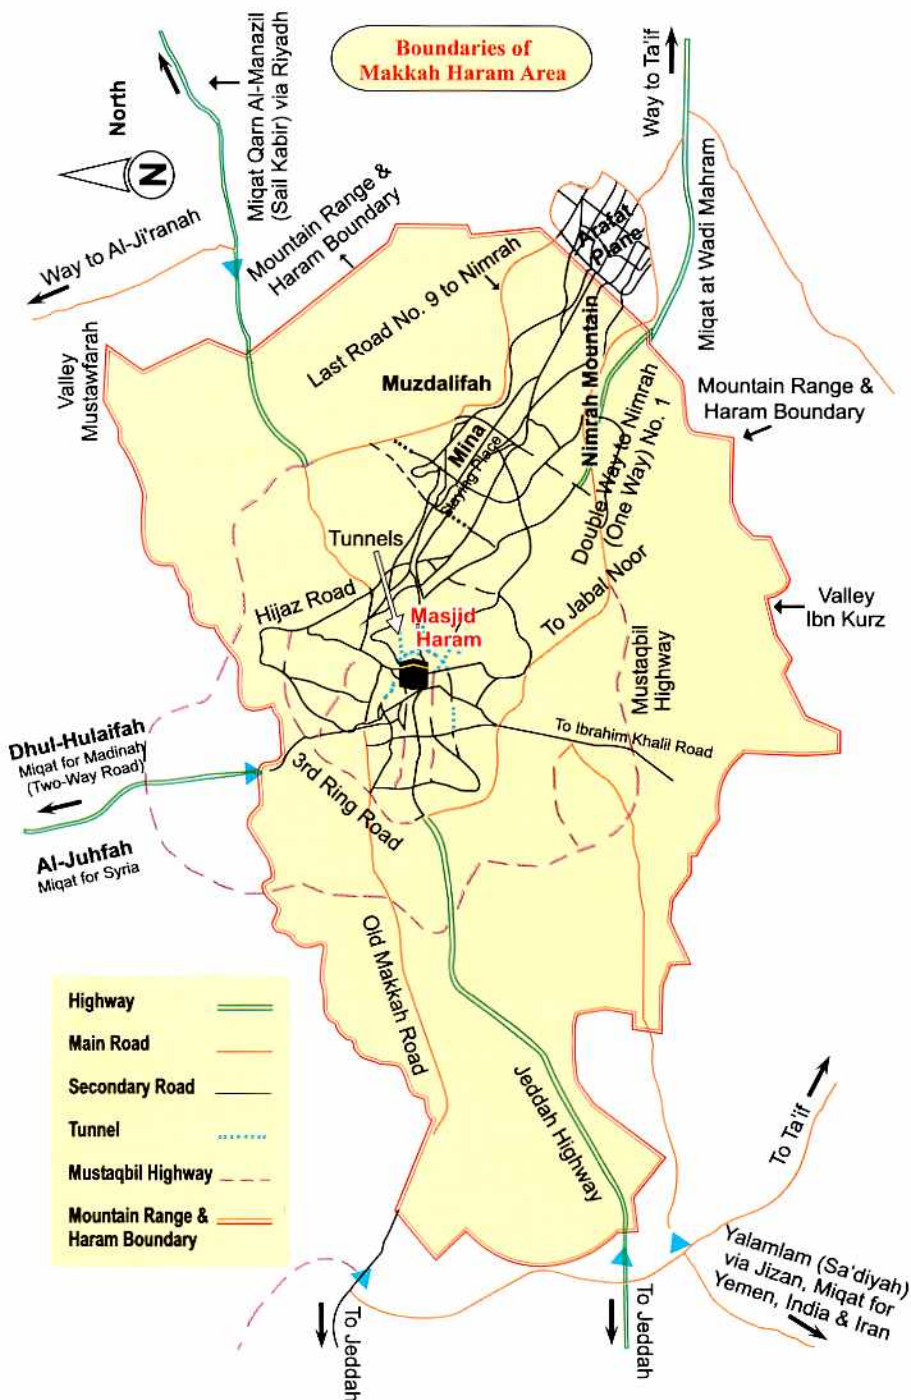 Boundaries of
Makkah Haram Area
Way to Ta'if
Miqat Qarn Al-Manazil
(Sail Kabir) via Riyadh
North
N
Way to Al-Ji'ranah
Mountain Range &
Haram Boundary
Last Road No. 9 to Nimrah
Arafat
Plane
Miqat at Wadi Mahram
Valley
Mustawfarah
Muzdalifah
Nimrah Mountain
Mountain Range &
Haram Boundary
Mina
Slaying Place
Double Way to Nimrah
(One Way) No. 1
Tunnels
Hijaz Road
Masjid
Haram
To Jabal Noor
Valley
Ibn Kurz
Mustaqbil
Highway
To Ibrahim Khalil Road
Dhul-Hulaifah
Miqat for Madinah
(Two-Way Road)
3rd Ring Road
Al-Juhfah
Miqat for Syria
Old Makkah Road
Jeddah Highway
Highway
Main Road
Secondary Road
Tunnel
Mustaqbil Highway
Mountain Range &
Haram Boundary
To Ta'if
Yalamlam (Sa'diyah)
via Jizan, Miqat for
Yemen, India & Iran
To Jeddah
To Jeddah